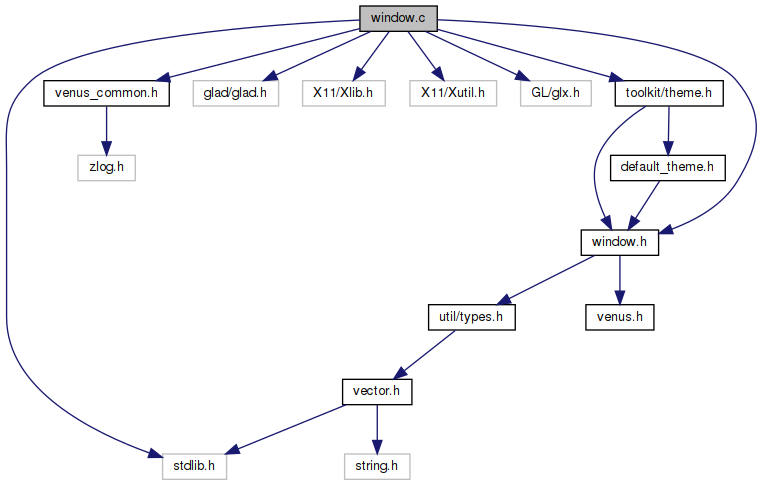 window.c
venus_common.h
glad/glad.h
X11/Xlib.h
X11/Xutil.h
GL/glx.h
toolkit/theme.h
zlog.h
default_theme.h
window.h
util/types.h
venus.h
vector.h
stdlib.h
string.h